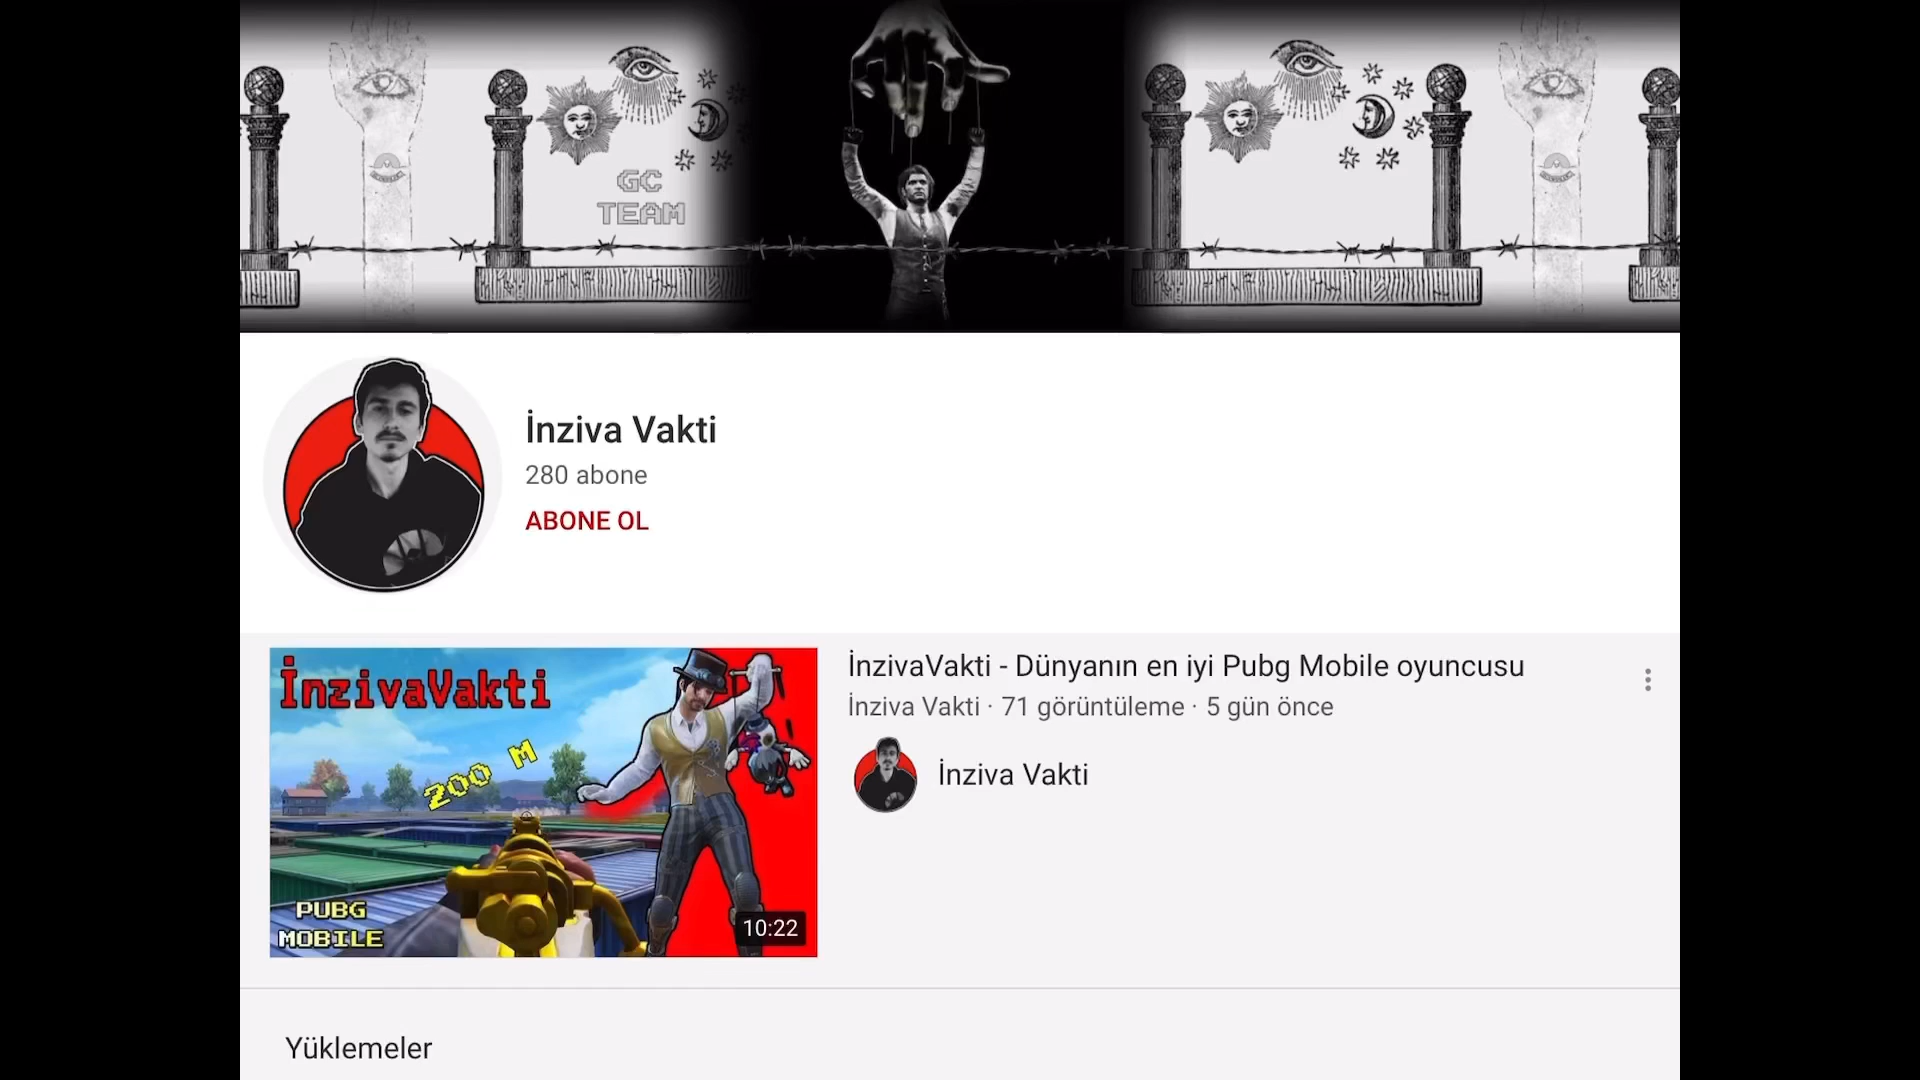 GC
TEAM
İnziva Vakti
280 abone
ABONE OL
İnzivaVakti
200 M
PUBG
MOBILE
10:22
İnzivaVakti - Dünyanın en iyi Pubg Mobile oyuncusu
İnziva Vakti · 71 görüntüleme · 5 gün önce
İnziva Vakti
Yüklemeler